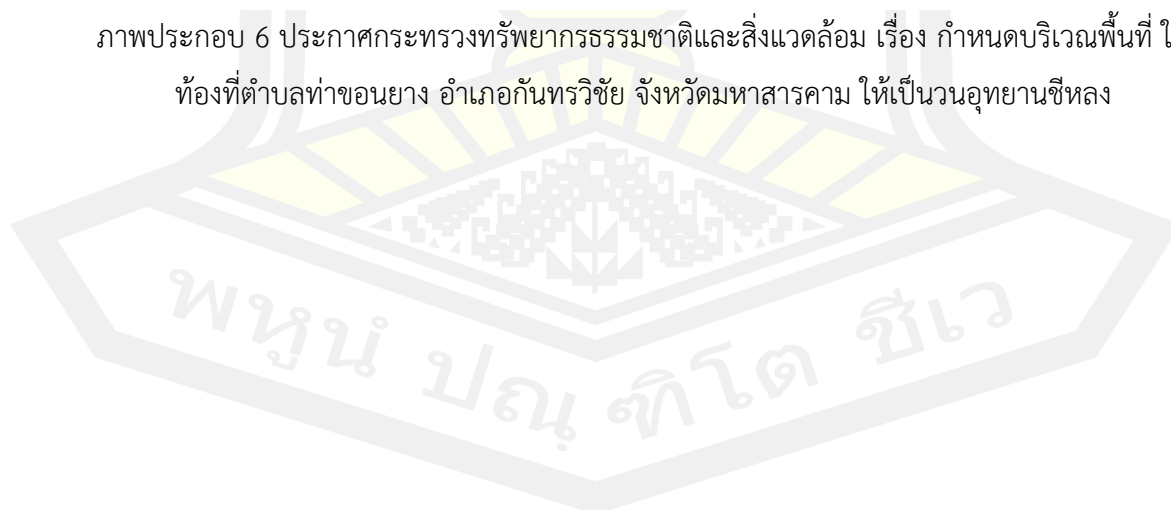 ภาพประกอบ 6 ประกาศกระทรวงทรัพยากรธรรมชาติและสิ่งแวดล้อม เรื่อง กำหนดบริเวณพื้นที่
ท้องที่ตำบลท่าขอนยาง อำเภอกันทรวิชัย จังหวัดมหาสารคาม ให้เป็นวนอุทยานชีหลง
พหูนํ ปณฺฑิโต ชีเว